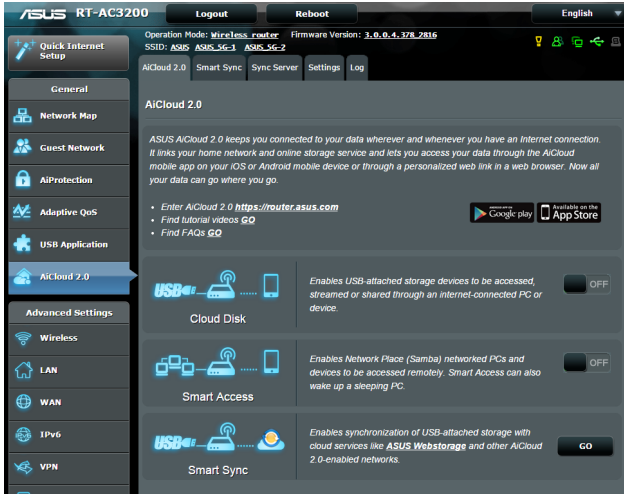 ASUS RT-AC3200 Logout Reboot English
Quick Internet
Setup
Operation Mode: Wireless router Firmware Version: 3.0.0.4.378_2816
SSID: ASUS ASUS_5G-1 ASUS_5G-2
AiCloud 2.0 Smart Sync Sync Server Settings Log
General
Network Map
Guest Network
AiProtection
Adaptive QoS
USB Application
AiCloud 2.0
Advanced Settings
Wireless
LAN
WAN
IPv6
VPN
AiCloud 2.0
ASUS AiCloud 2.0 keeps you connected to your data wherever and whenever you have an Internet connection.
It links your home network and online storage service and lets you access your data through the AiCloud
mobile app on your iOS or Android mobile device or through a personalized web link in a web browser. Now all
your data can go where you go.
• Enter AiCloud 2.0 https://router.asus.com
• Find tutorial videos GO
• Find FAQs GO
ANDROID APP ON
Google play
Available on the
App Store
USB
Cloud Disk
Enables USB-attached storage devices to be accessed,
streamed or shared through an internet-connected PC or
device.
OFF
Smart Access
Enables Network Place (Samba) networked PCs and
devices to be accessed remotely. Smart Access can also
wake up a sleeping PC.
OFF
USB
Smart Sync
Enables synchronization of USB-attached storage with
cloud services like ASUS Webstorage and other AiCloud
2.0-enabled networks.
GO